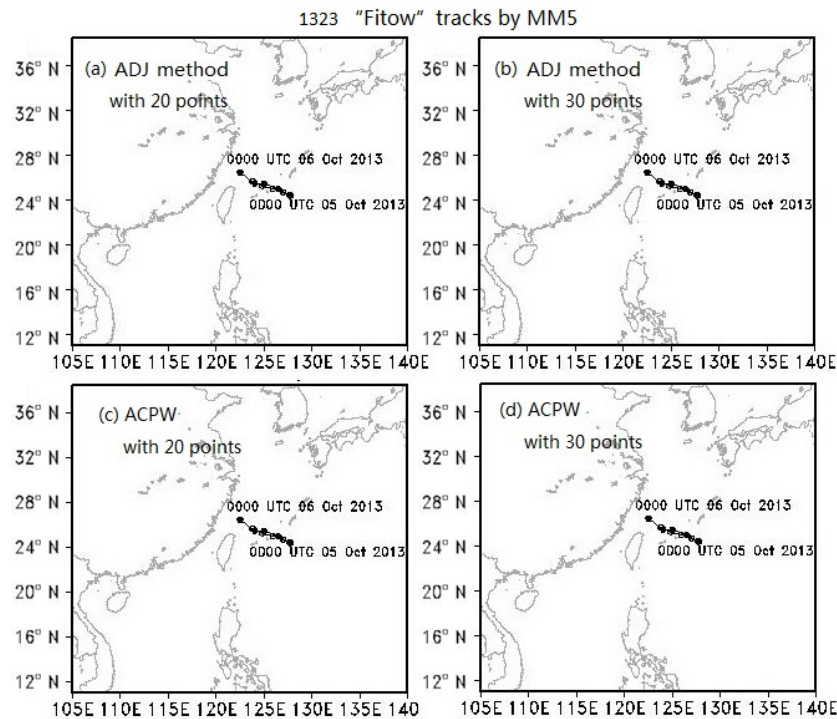 1323 “Fitow“ tracks by MM5
(a) ADJ method
with 20 points
36° N
32° N
28° N
24° N
20° N
16° N
12° N
0000 UTC 06 Oct 2013
0000 UTC 05 Oct 2013
105E 110E 115E 120E 125E 130E 135E 140E
(b) ADJ method
with 30 points
36° N
32° N
28° N
24° N
20° N
16° N
12° N
0000 UTC 06 Oct 2013
0000 UTC 05 Oct 2013
105E 110E 115E 120E 125E 130E 135E 140E
(c) ACPW
with 20 points
36° N
32° N
28° N
24° N
20° N
16° N
12° N
0000 UTC 06 Oct 2013
0000 UTC 05 Oct 2013
105E 110E 115E 120E 125E 130E 135E 140
(d) ACPW
with 30 points
36° N
32° N
28° N
24° N
20° N
16° N
12° N
0000 UTC 06 Oct 2013
0000 UTC 05 Oct 2013
105E 110E 115E 120E 125E 130E 135E 140E